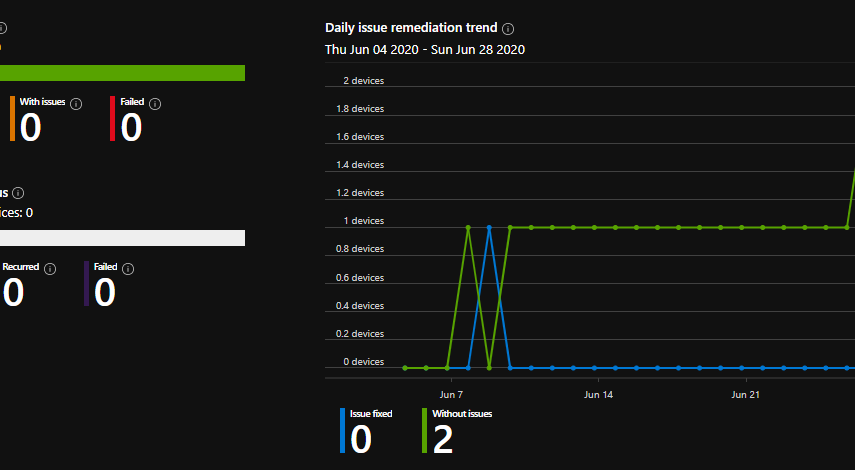 Daily issue remediation trend
Thu Jun 04 2020 - Sun Jun 28 2020
With issues
0
Failed
0
us
ices: 0
Recurred
0
Failed
0
2 devices
1.8 devices
1.6 devices
1.4 devices
1.2 devices
1 devices
0.8 devices
0.6 devices
0.4 devices
0.2 devices
0 devices
Jun 7 Jun 14 Jun 21
Issue fixed
0
Without issues
2